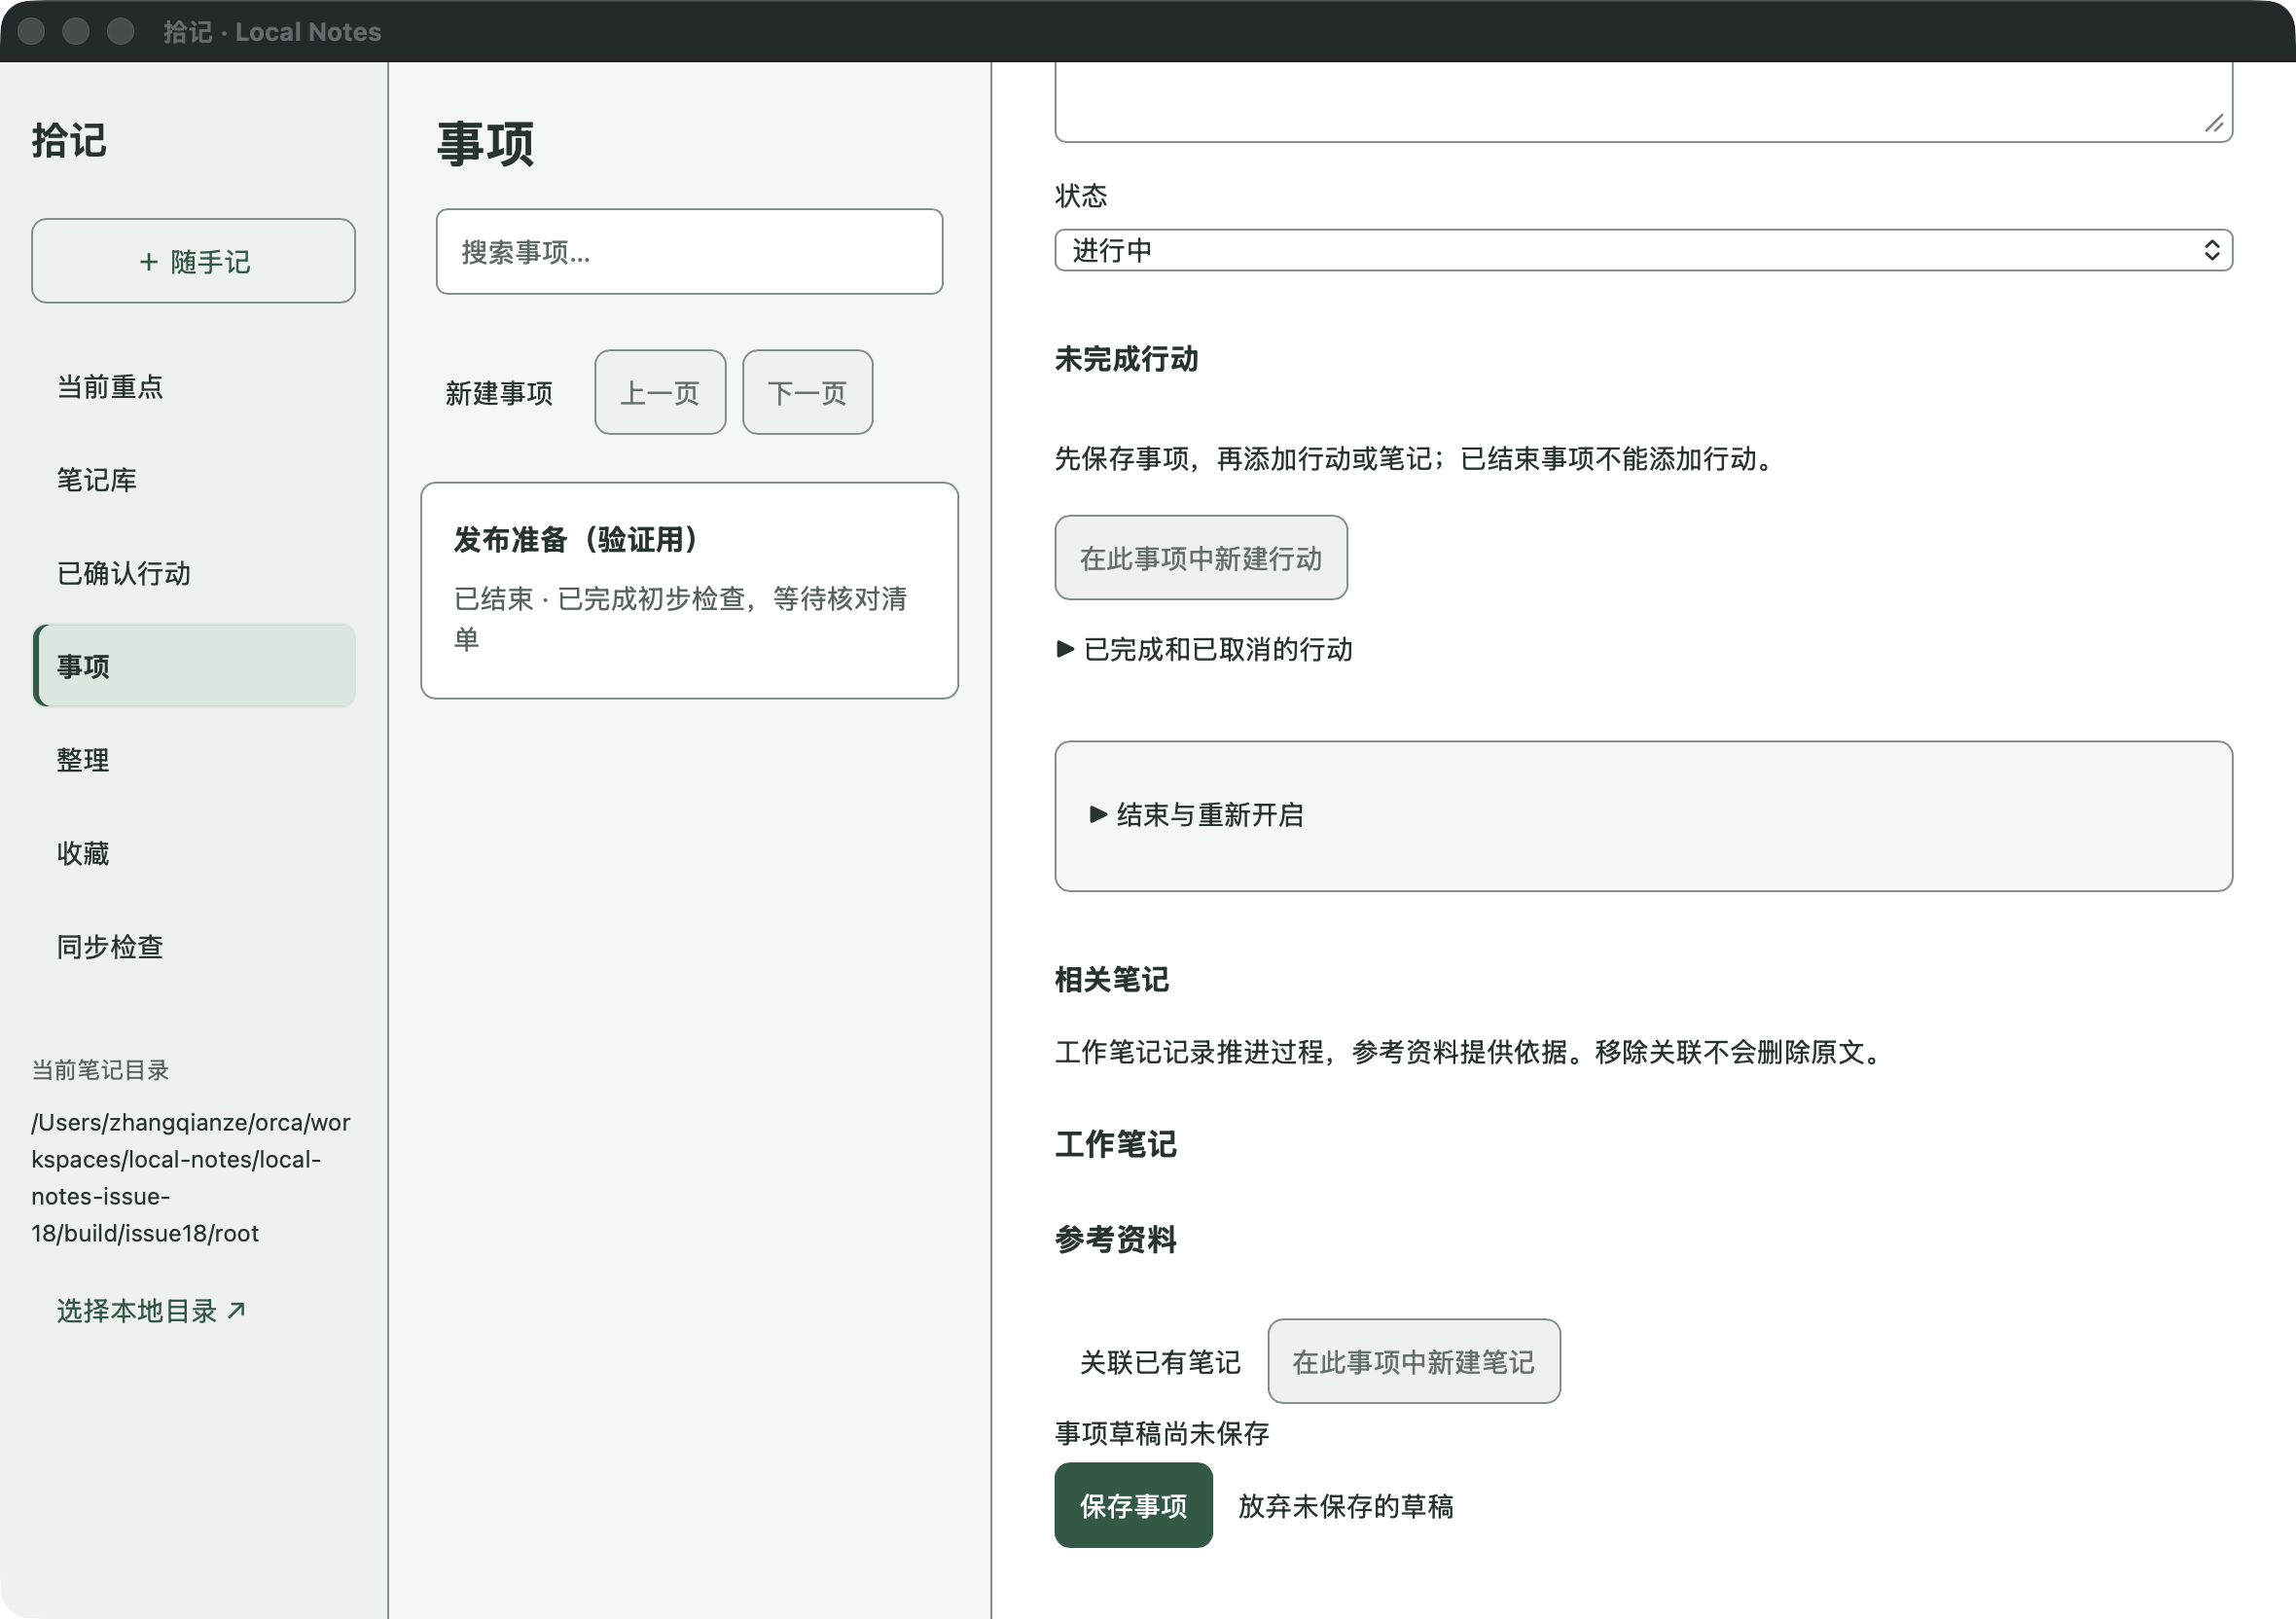 拾记 · Local Notes
拾记
+ 随手记
当前重点
笔记库
已确认行动
事项
整理
收藏
同步检查
当前笔记目录
/Users/zhangqianze/orca/wor
kspaces/local-notes/local-
notes-issue-
18/build/issue18/root
选择本地目录 ↗
事项
搜索事项...
新建事项
上一页
下一页
发布准备（验证用）
已结束 · 已完成初步检查，等待核对清
单
状态
进行中
未完成行动
先保存事项，再添加行动或笔记；已结束事项不能添加行动。
在此事项中新建行动
▶ 已完成和已取消的行动
▶ 结束与重新开启
相关笔记
工作笔记记录推进过程，参考资料提供依据。移除关联不会删除原文。
工作笔记
参考资料
关联已有笔记
在此事项中新建笔记
事项草稿尚未保存
保存事项
放弃未保存的草稿